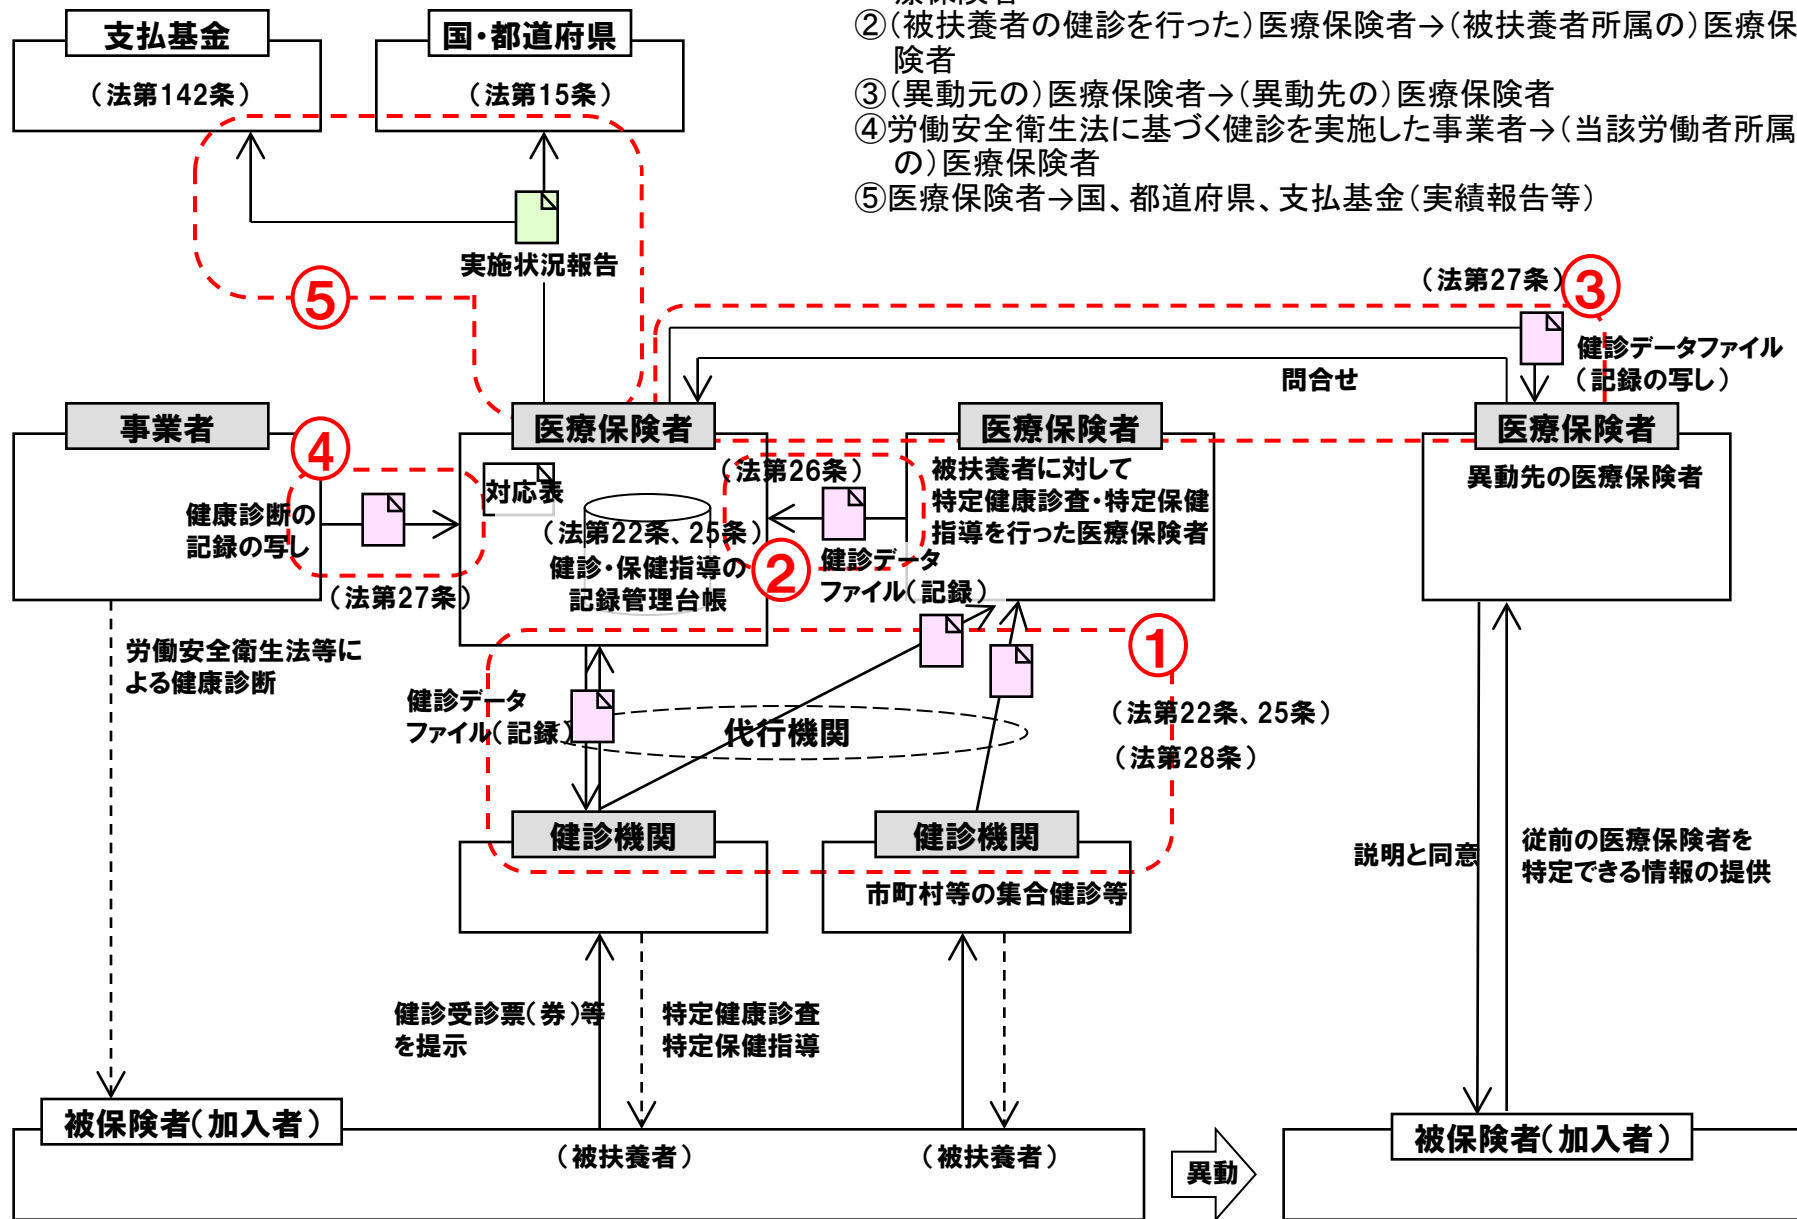 療保険者
②(被扶養者の健診を行った)医療保険者→(被扶養者所属の)医療保
険者
③(異動元の)医療保険者→(異動先の)医療保険者
④労働安全衛生法に基づく健診を実施した事業者→(当該労働者所属
の)医療保険者
⑤医療保険者→国、都道府県、支払基金(実績報告等)
支払基金
(法第142条)
国・都道府県
(法第15条)
実施状況報告
⑤
(法第27条)
③
健診データファイル
(記録の写し)
問合せ
事業者
④
健康診断の
記録の写し
(法第27条)
医療保険者
対応表
(法第22条、25条)
健診・保健指導の
記録管理台帳
(法第26条)
②
健診データ
ファイル(記録)
医療保険者
被扶養者に対して
特定健康診査・特定保健
指導を行った医療保険者
医療保険者
異動先の医療保険者
労働安全衛生法等に
よる健康診断
①
健診データ
ファイル(記録)
代行機関
(法第22条、25条)
(法第28条)
健診機関
健診機関
市町村等の集合健診等
説明と同意
従前の医療保険者を
特定できる情報の提供
健診受診票(券)等
を提示
特定健康診査
特定保健指導
被保険者(加入者)
(被扶養者)
(被扶養者)
異動
被保険者(加入者)